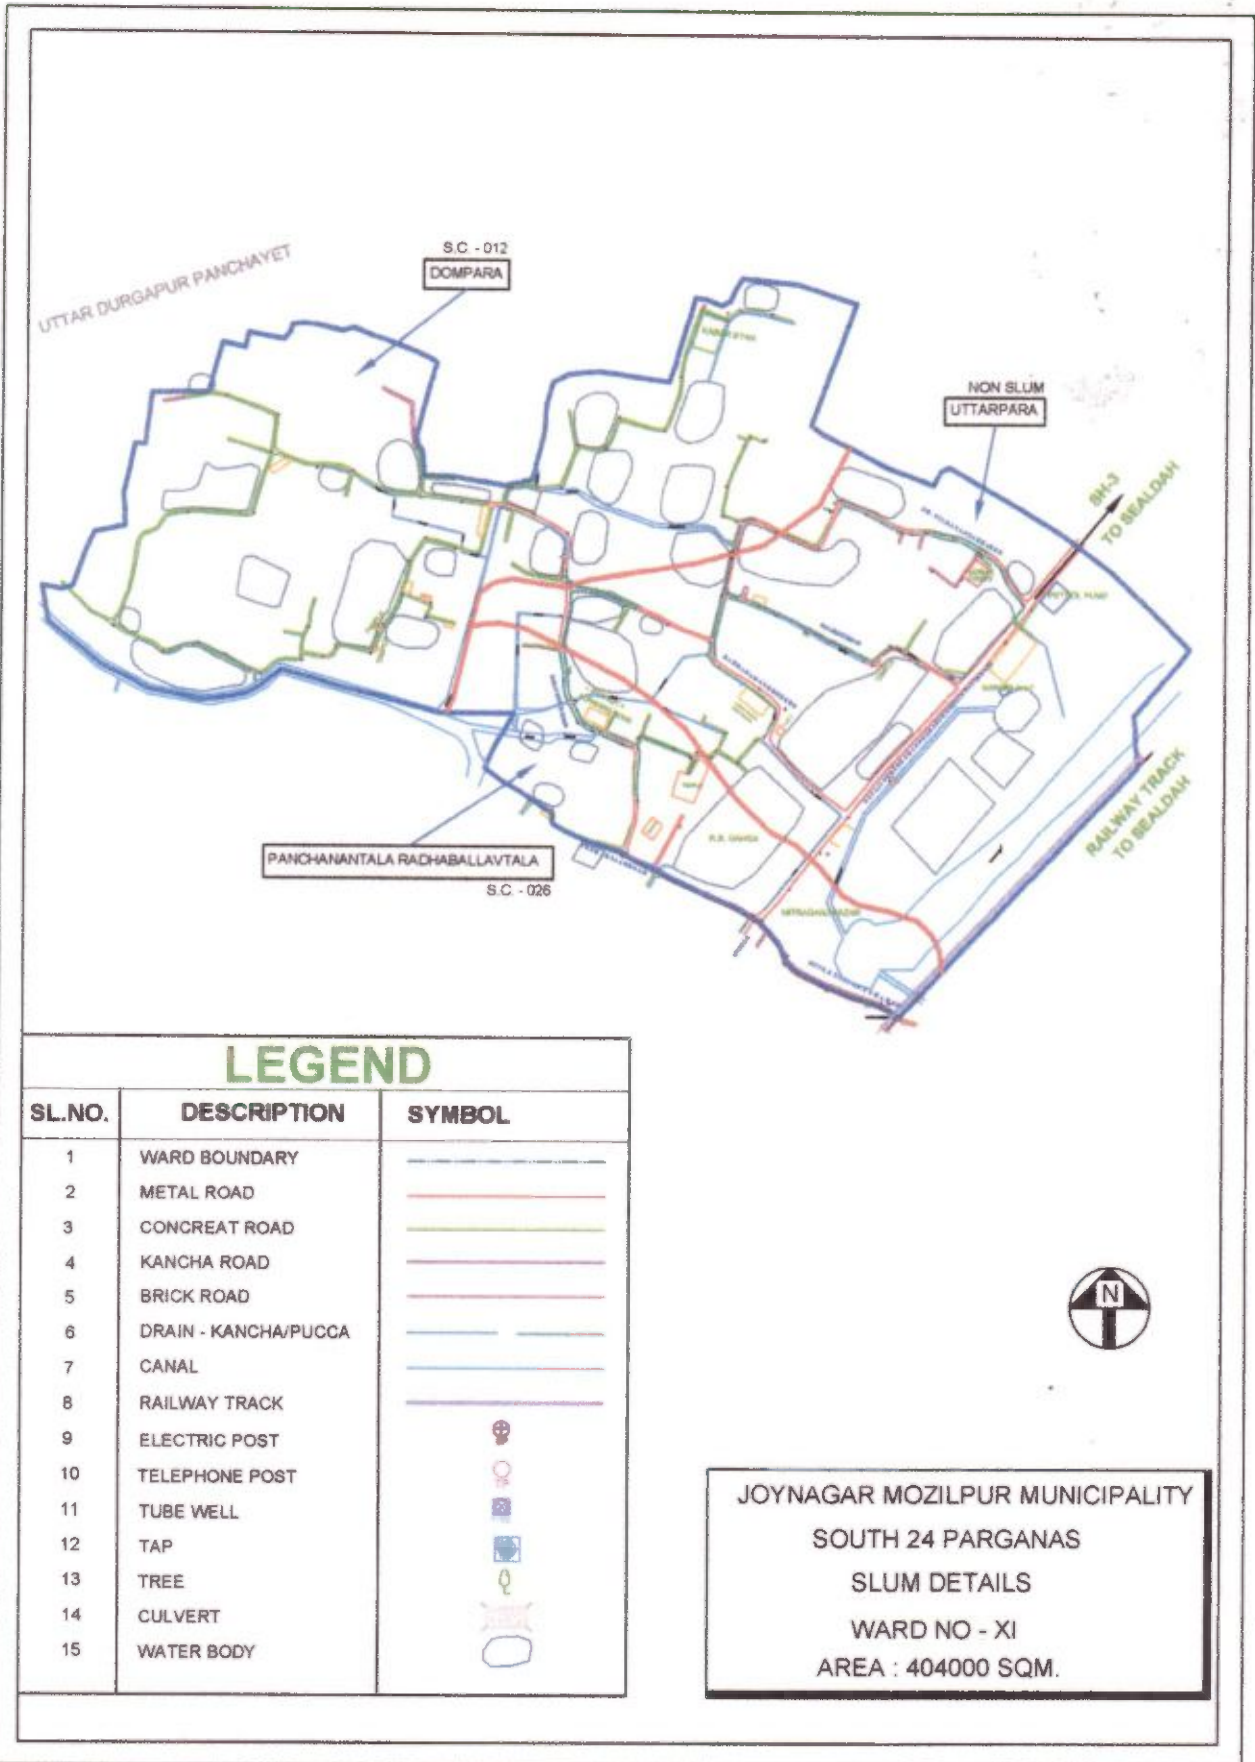 S.C. - 012
DOMPARA
UTTAR DURGAPUR PANCHAYET
NON SLUM
UTTARPARA
SH-3
TO SEALDAH
RAILWAY TRACK
TO SEALDAH
PANCHANANTALA RADHABALLAVTALA
S.C. - 026
LEGEND
SL.NO. DESCRIPTION SYMBOL
1 WARD BOUNDARY
2 METAL ROAD
3 CONCREAT ROAD
4 KANCHA ROAD
5 BRICK ROAD
6 DRAIN - KANCHA/PUCCA
7 CANAL
8 RAILWAY TRACK
9 ELECTRIC POST
10 TELEPHONE POST
11 TUBE WELL
12 TAP
13 TREE
14 CULVERT
15 WATER BODY
N
JOYNAGAR MOZILPUR MUNICIPALITY
SOUTH 24 PARGANAS
SLUM DETAILS
WARD NO - XI
AREA : 404000 SQM.